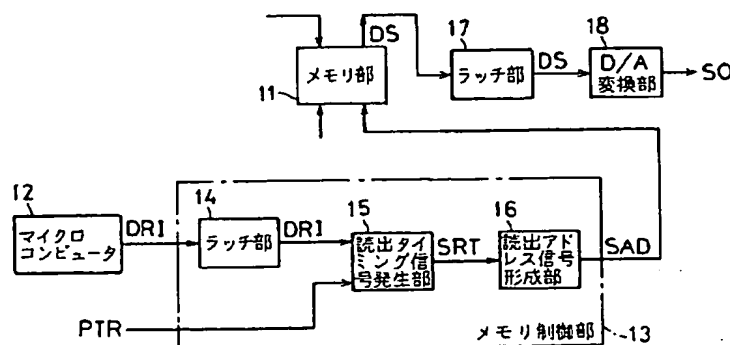 DS
17
18
メモリ部
11
ラッチ部
DS
D/A
変換部
SO
12
マイクロ
コンピュータ
DRI
14
ラッチ部
DRI
15
読出タイ
ミング信
号発生部
SRT
16
読出アド
レス信号
形成部
SAD
PTR
メモリ制御部
13